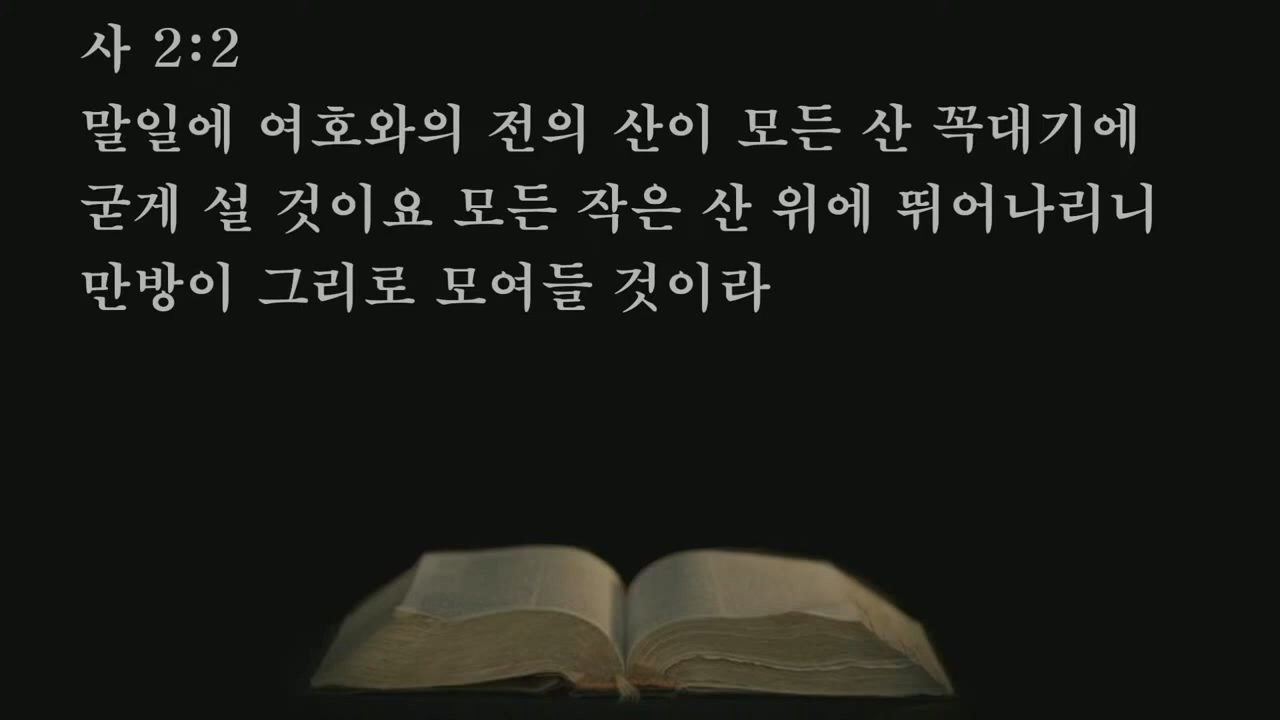 사 2:2
말일에 여호와의 전의 산이 모든 산 꼭대기에
굳게 설 것이요 모든 작은 산 위에 뛰어나리니
만방이 그리로 모여들 것이라